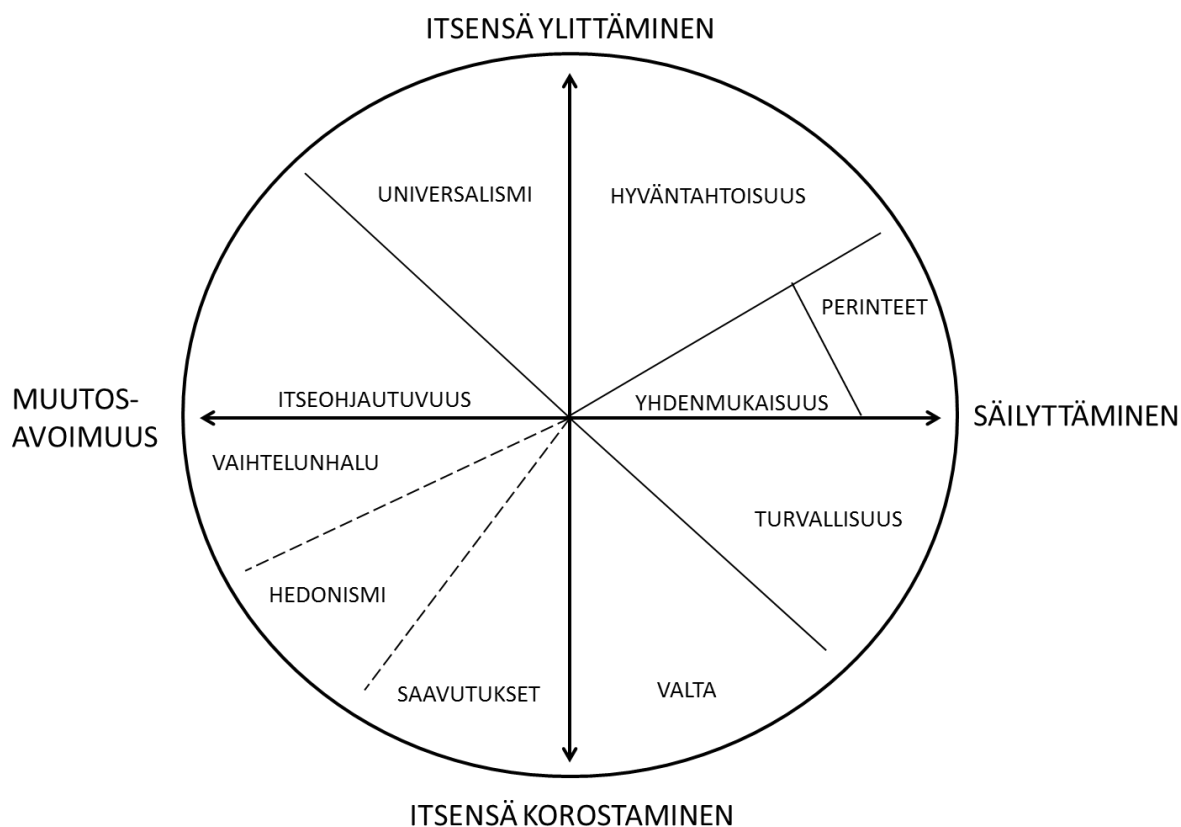 ITSENSÄ YLITTÄMINEN
UNIVERSALISMI
HYVÄNTAHTOISUUS
PERINTEET
MUUTOS-
AVOIMUUS
ITSEOHJAUTUVUUS
YHDENMUKAISUUS
SÄILYTTÄMINEN
VAIHTELUNHALU
TURVALLISUUS
HEDONISMI
SAAVUTUKSET
VALTA
ITSENSÄ KOROSTAMINEN